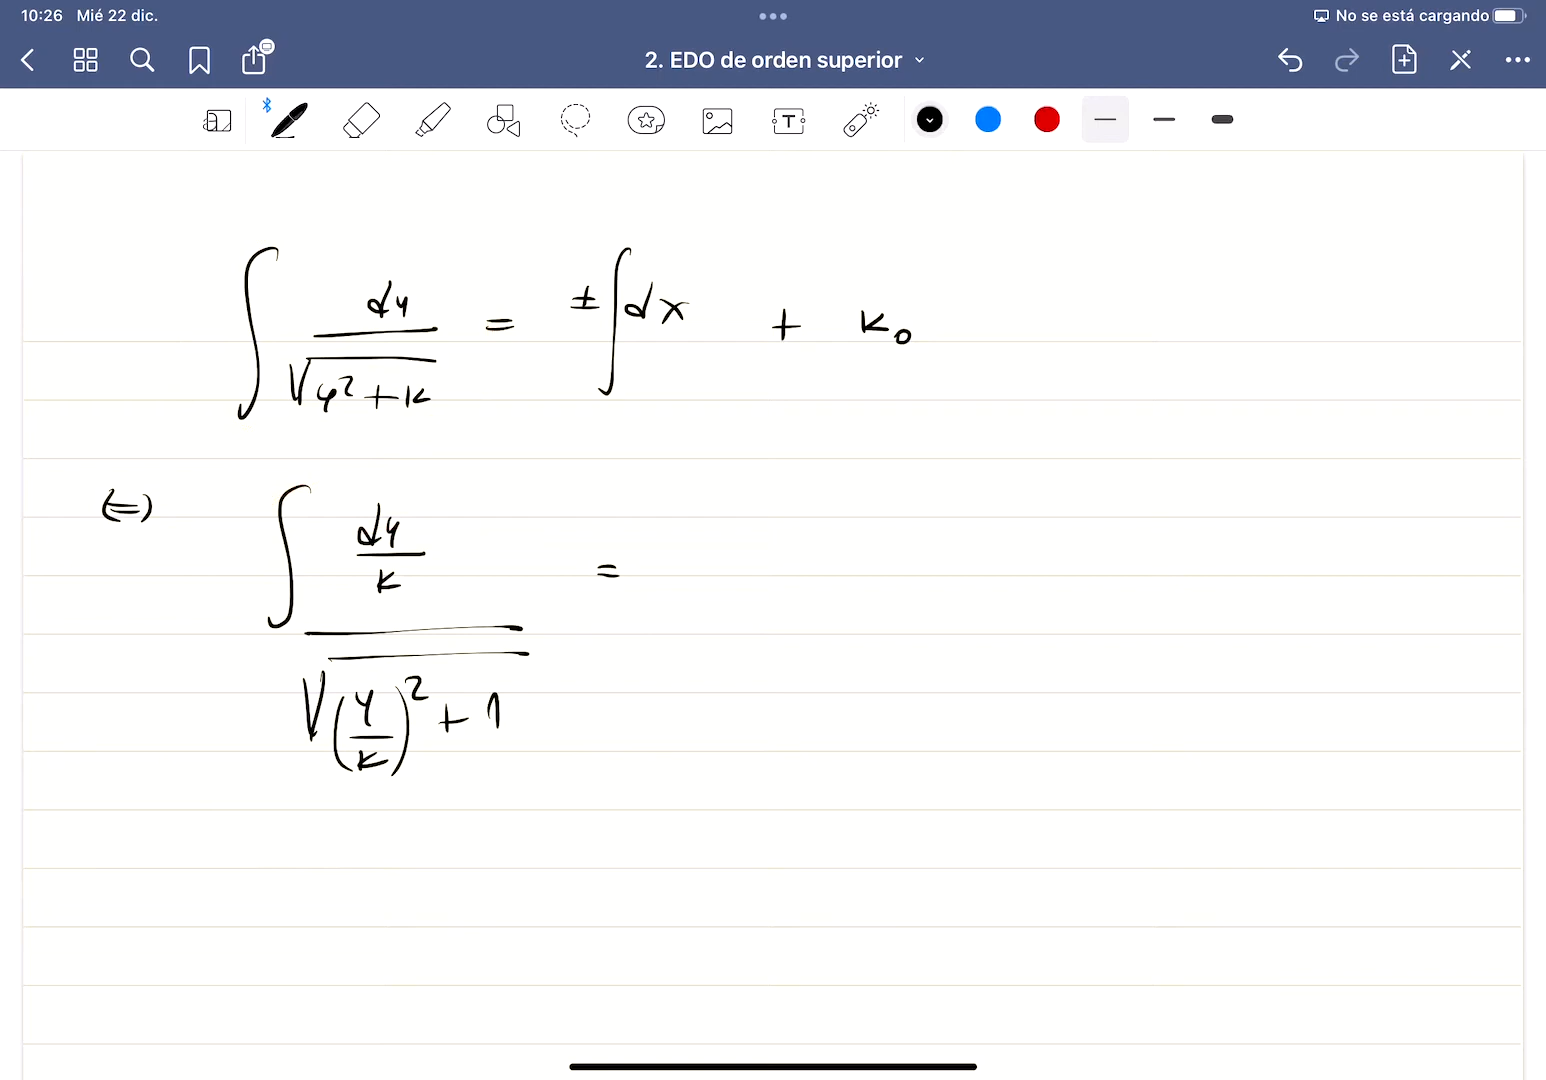 10:26 Mié 22 dic.
No se está cargando
2. EDO de orden superior
T
∫ dy / √(y² + k) = ± ∫ dx + k₀
(=) ∫ (dy / k) / √((y / k)² + 1) =